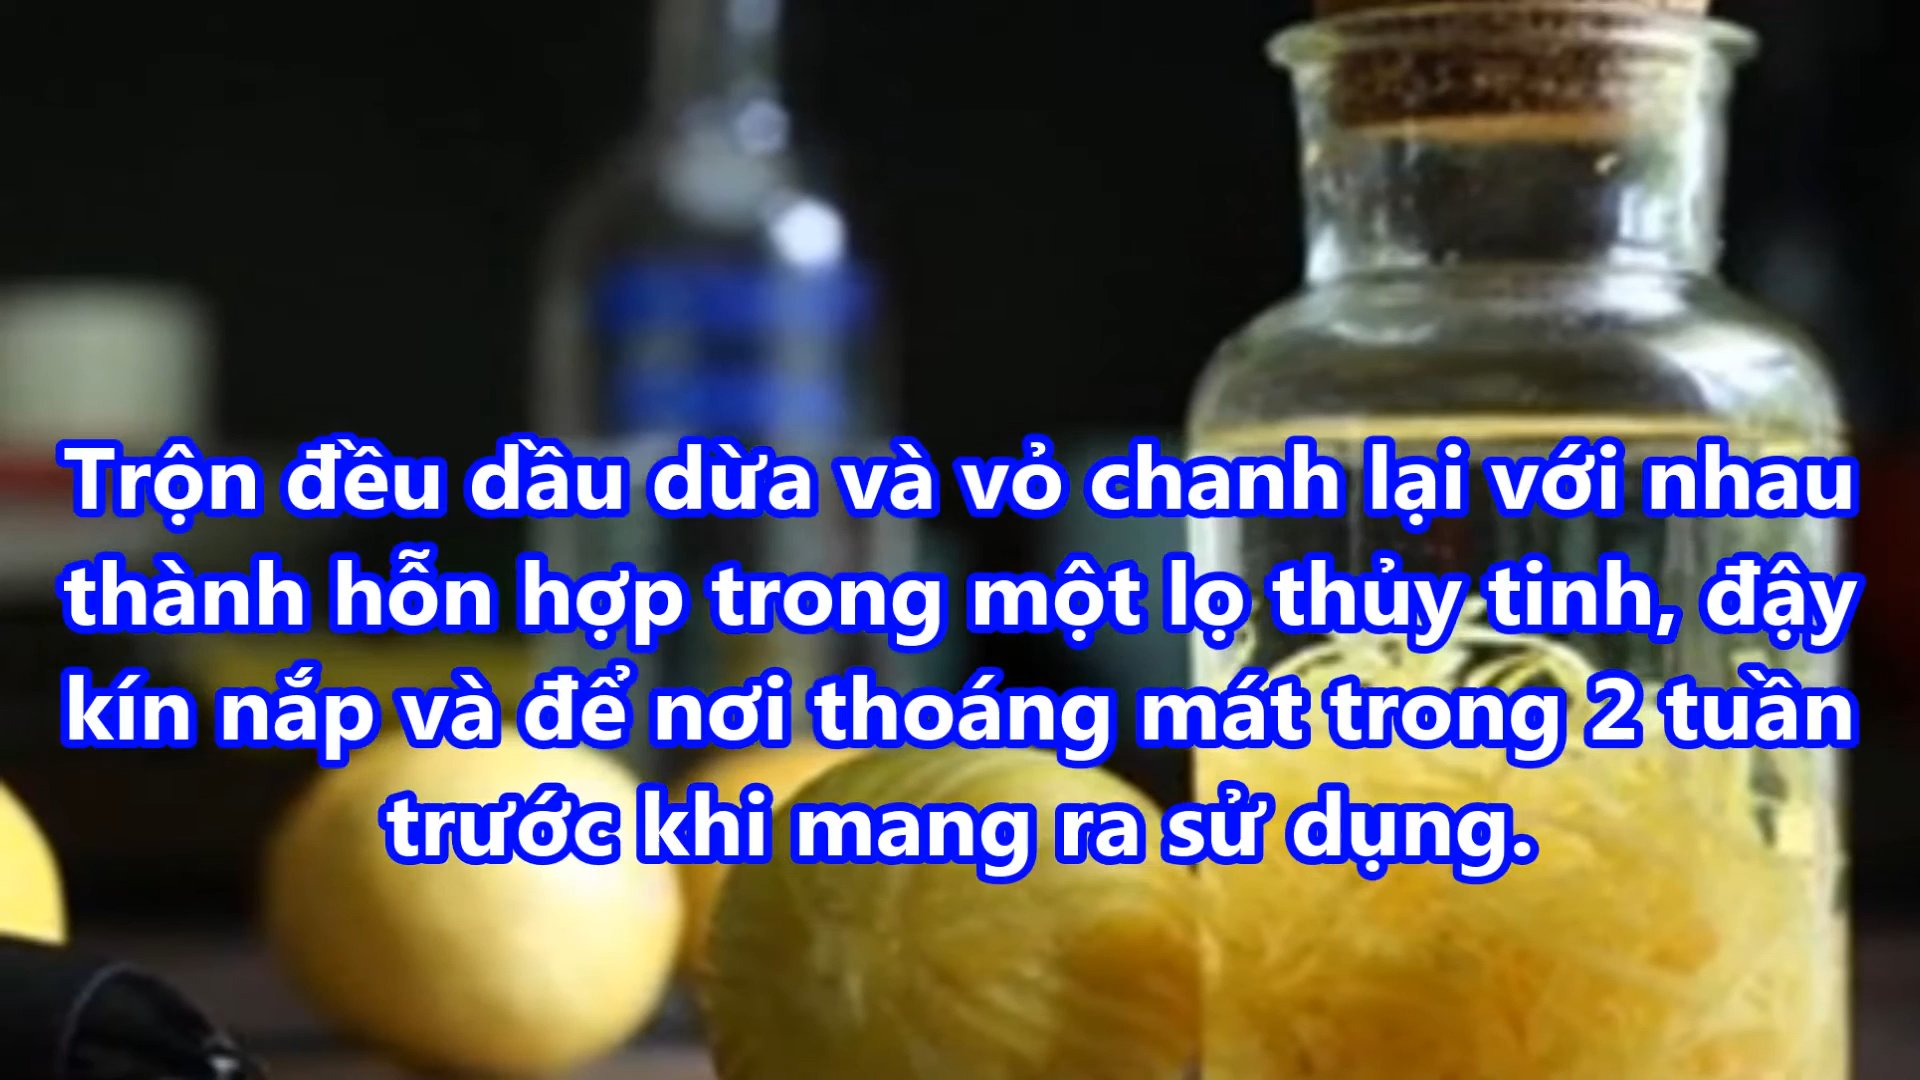 Trộn đều dầu dừa và vỏ chanh lại với nhau
thành hỗn hợp trong một lọ thủy tinh, đậy
kín nắp và để nơi thoáng mát trong 2 tuần
trước khi mang ra sử dụng.